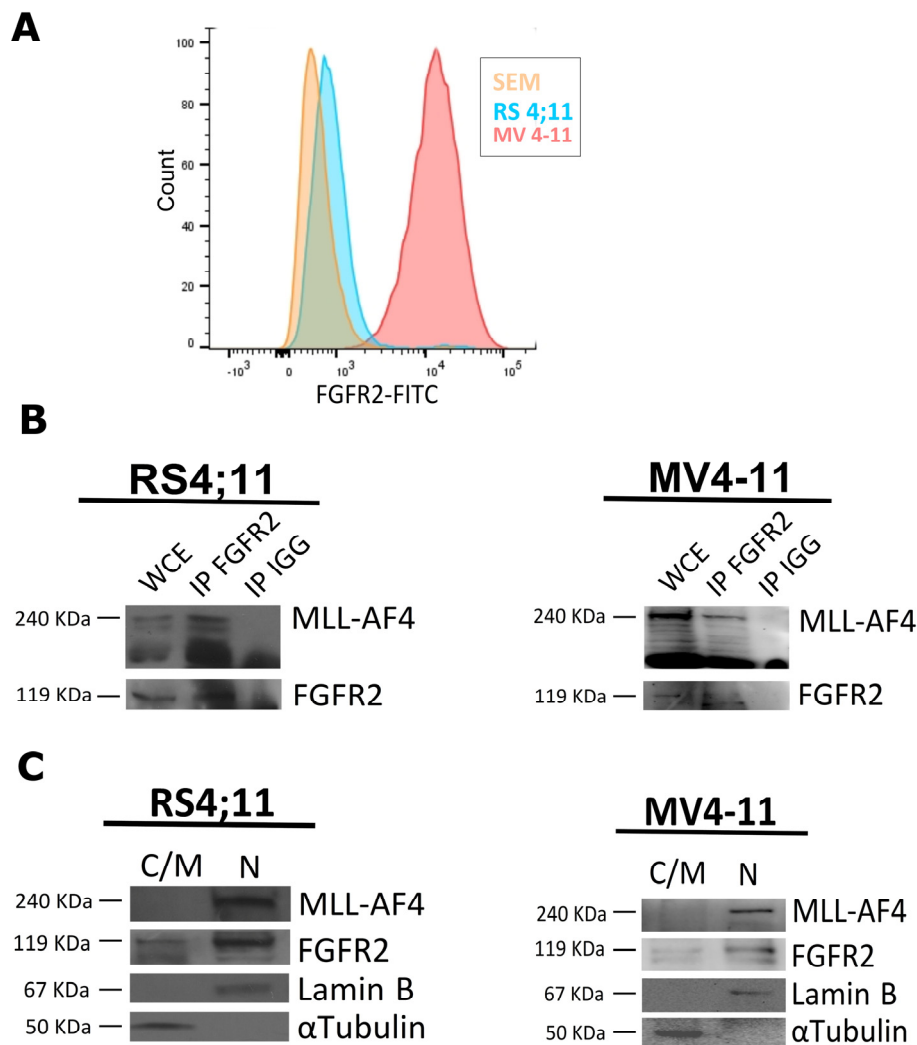 A
100
80
60
40
20
0
Count
-10³ 0 10³ 10⁴ 10⁵
FGFR2-FITC
SEM
RS 4;11
MV 4-11
B
RS4;11
WCE IP FGFR2 IP IGG
240 KDa MLL-AF4
119 KDa FGFR2
MV4-11
WCE IP FGFR2 IP IGG
240 KDa MLL-AF4
119 KDa FGFR2
C
RS4;11
C/M N
240 KDa MLL-AF4
119 KDa FGFR2
67 KDa Lamin B
50 KDa αTubulin
MV4-11
C/M N
240 KDa MLL-AF4
119 KDa FGFR2
67 KDa Lamin B
50 KDa αTubulin